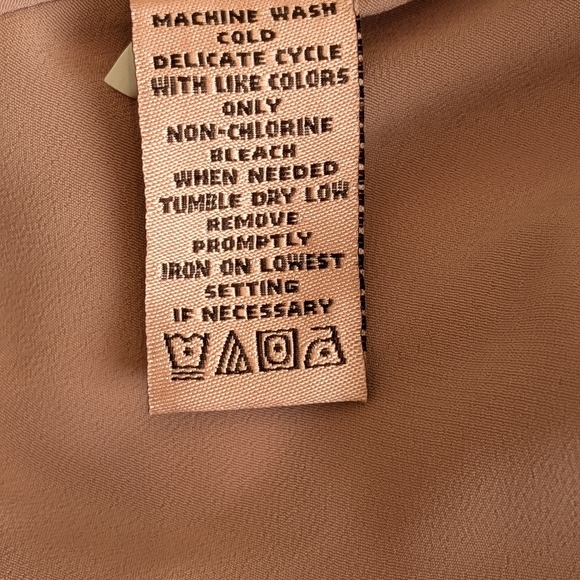 MACHINE WASH
COLD
DELICATE CYCLE
WITH LIKE COLORS
ONLY
NON-CHLORINE
BLEACH
WHEN NEEDED
TUMBLE DRY LOW
REMOVE
PROMPTLY
IRON ON LOWEST
SETTING
IF NECESSARY